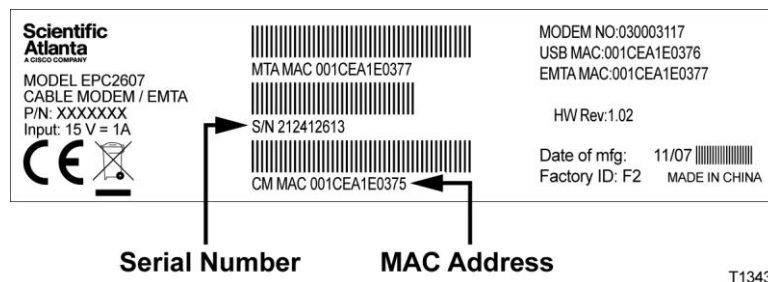 Scientific
Atlanta
A CISCO COMPANY
MODEL EPC2607
CABLE MODEM / EMTA
P/N: XXXXXXX
Input: 15 V = 1A
CE
MTA MAC 001CEA1E0377
S/N 212412613
CM MAC 001CEA1E0375
MODEM NO:030003117
USB MAC:001CEA1E0376
EMTA MAC:001CEA1E0377
HW Rev:1.02
Date of mfg: 11/07
Factory ID: F2 MADE IN CHINA
Serial Number MAC Address
T1343